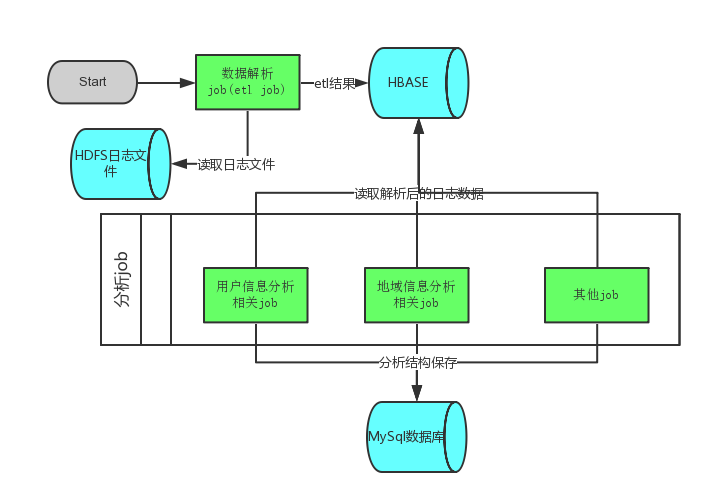 Start
数据解析
job(etl job)
etl结果
HBASE
HDFS日志文
件
读取日志文件
读取解析后的日志数据
分析job
用户信息分析
相关job
地域信息分析
相关job
其他job
分析结构保存
MySql数据库